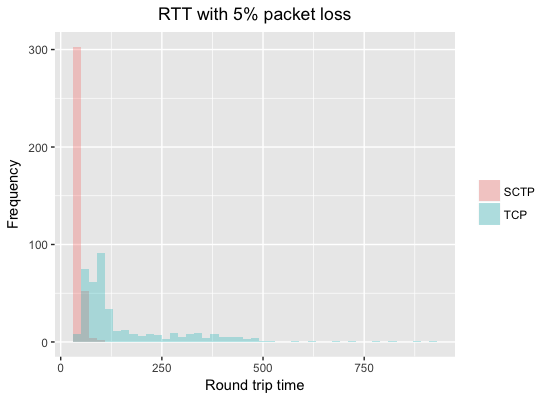 RTT with 5% packet loss
300
200
100
0
Frequency
0 250 500 750
Round trip time
SCTP
TCP